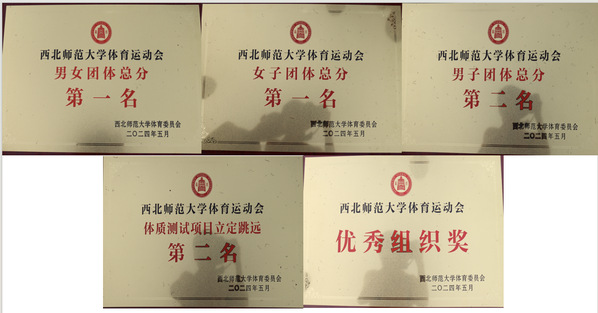 西北师范大学体育运动会
男女团体总分
第一名
西北师范大学体育委员会
二〇二四年五月
西北师范大学体育运动会
女子团体总分
第一名
西北师范大学体育委员会
二〇二四年五月
西北师范大学体育运动会
男子团体总分
第二名
西北师范大学体育委员会
二〇二四年五月
西北师范大学体育运动会
体质测试项目立定跳远
第二名
西北师范大学体育委员会
二〇二四年五月
西北师范大学体育运动会
优秀组织奖
西北师范大学体育委员会
二〇二四年五月